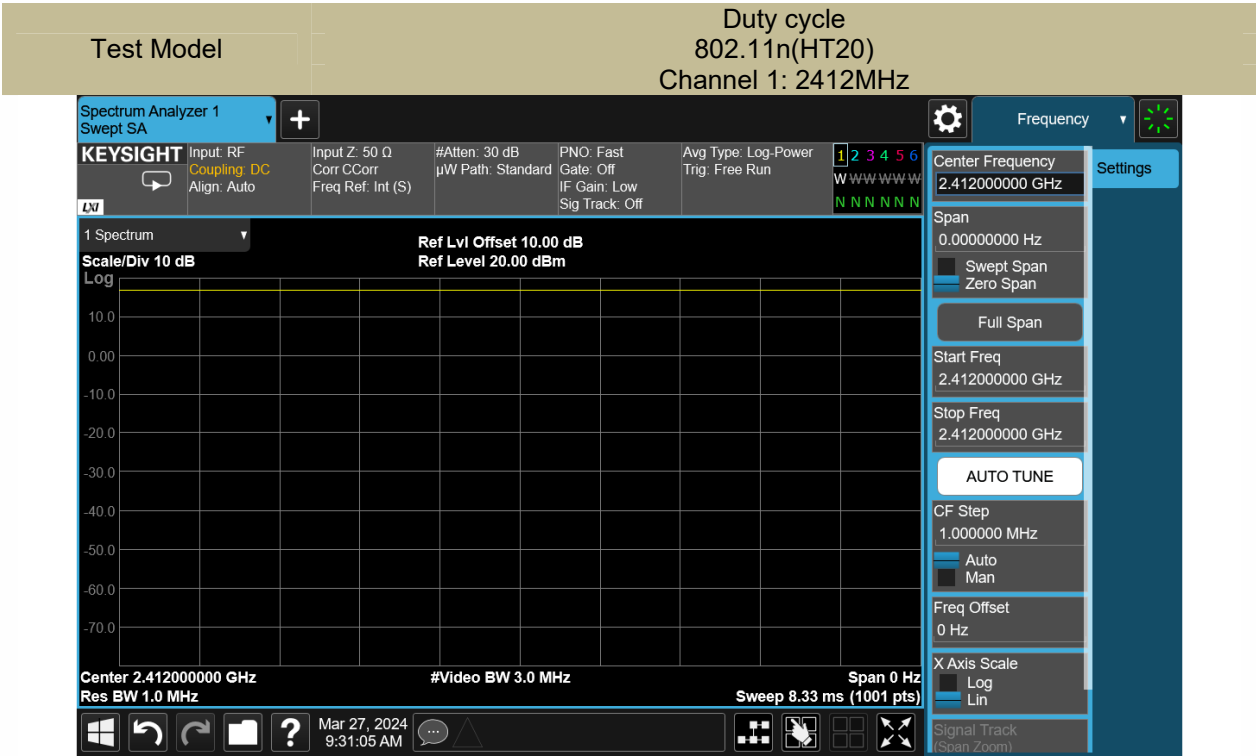 Test Model
Duty cycle
802.11n(HT20)
Channel 1: 2412MHz
Spectrum Analyzer 1
Swept SA
Frequency
KEYSIGHT
LXI
Input: RF
Coupling: DC
Align: Auto
Input Z: 50 Ω
Corr CCorr
Freq Ref: Int (S)
#Atten: 30 dB
µW Path: Standard
PNO: Fast
Gate: Off
IF Gain: Low
Sig Track: Off
Avg Type: Log-Power
Trig: Free Run
1 2 3 4 5 6
W W W W W W
N N N N N N
Center Frequency
2.412000000 GHz
Settings
Span
0.00000000 Hz
Swept Span
Zero Span
Full Span
Start Freq
2.412000000 GHz
Stop Freq
2.412000000 GHz
AUTO TUNE
CF Step
1.000000 MHz
Auto
Man
Freq Offset
0 Hz
X Axis Scale
Log
Lin
Signal Track
(Span Zoom)
1 Spectrum
Scale/Div 10 dB
Ref Lvl Offset 10.00 dB
Ref Level 20.00 dBm
Log
10.0
0.00
-10.0
-20.0
-30.0
-40.0
-50.0
-60.0
-70.0
Center 2.412000000 GHz
#Video BW 3.0 MHz
Span 0 Hz
Res BW 1.0 MHz
Sweep 8.33 ms (1001 pts)
?
Mar 27, 2024
9:31:05 AM